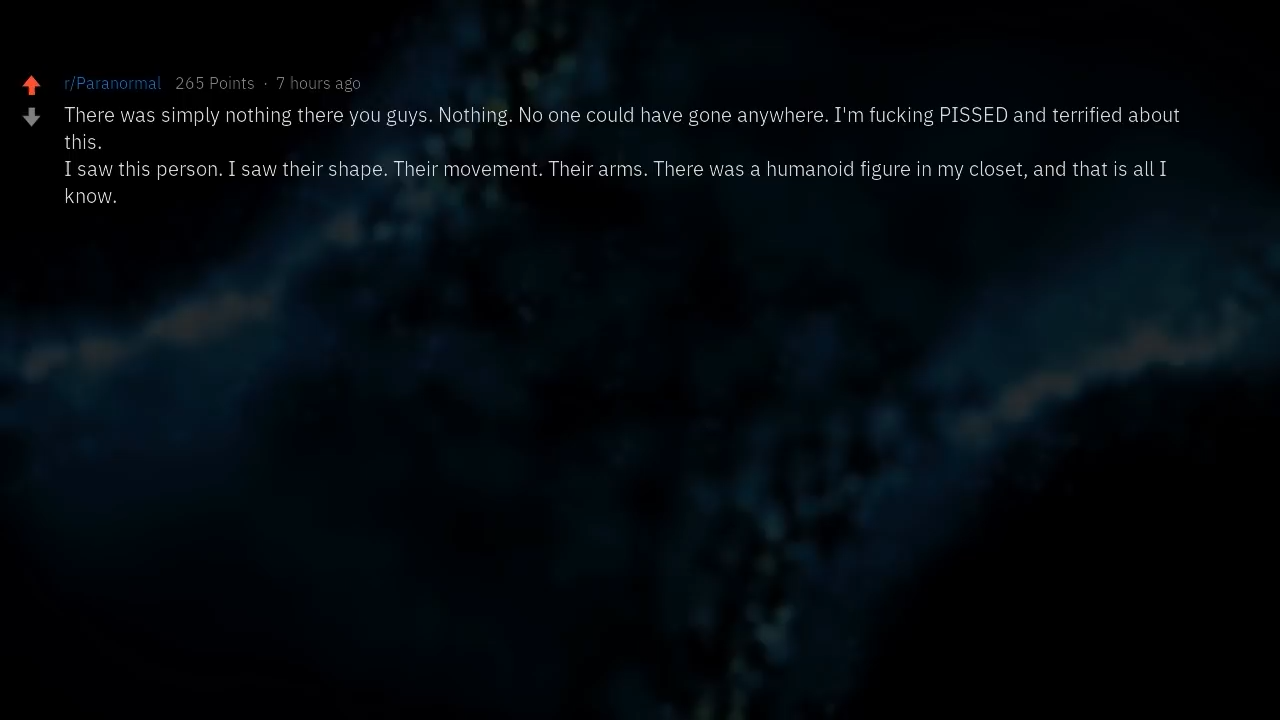 r/Paranormal 265 Points · 7 hours ago
There was simply nothing there you guys. Nothing. No one could have gone anywhere. I'm fucking PISSED and terrified about
this.
I saw this person. I saw their shape. Their movement. Their arms. There was a humanoid figure in my closet, and that is all I
know.